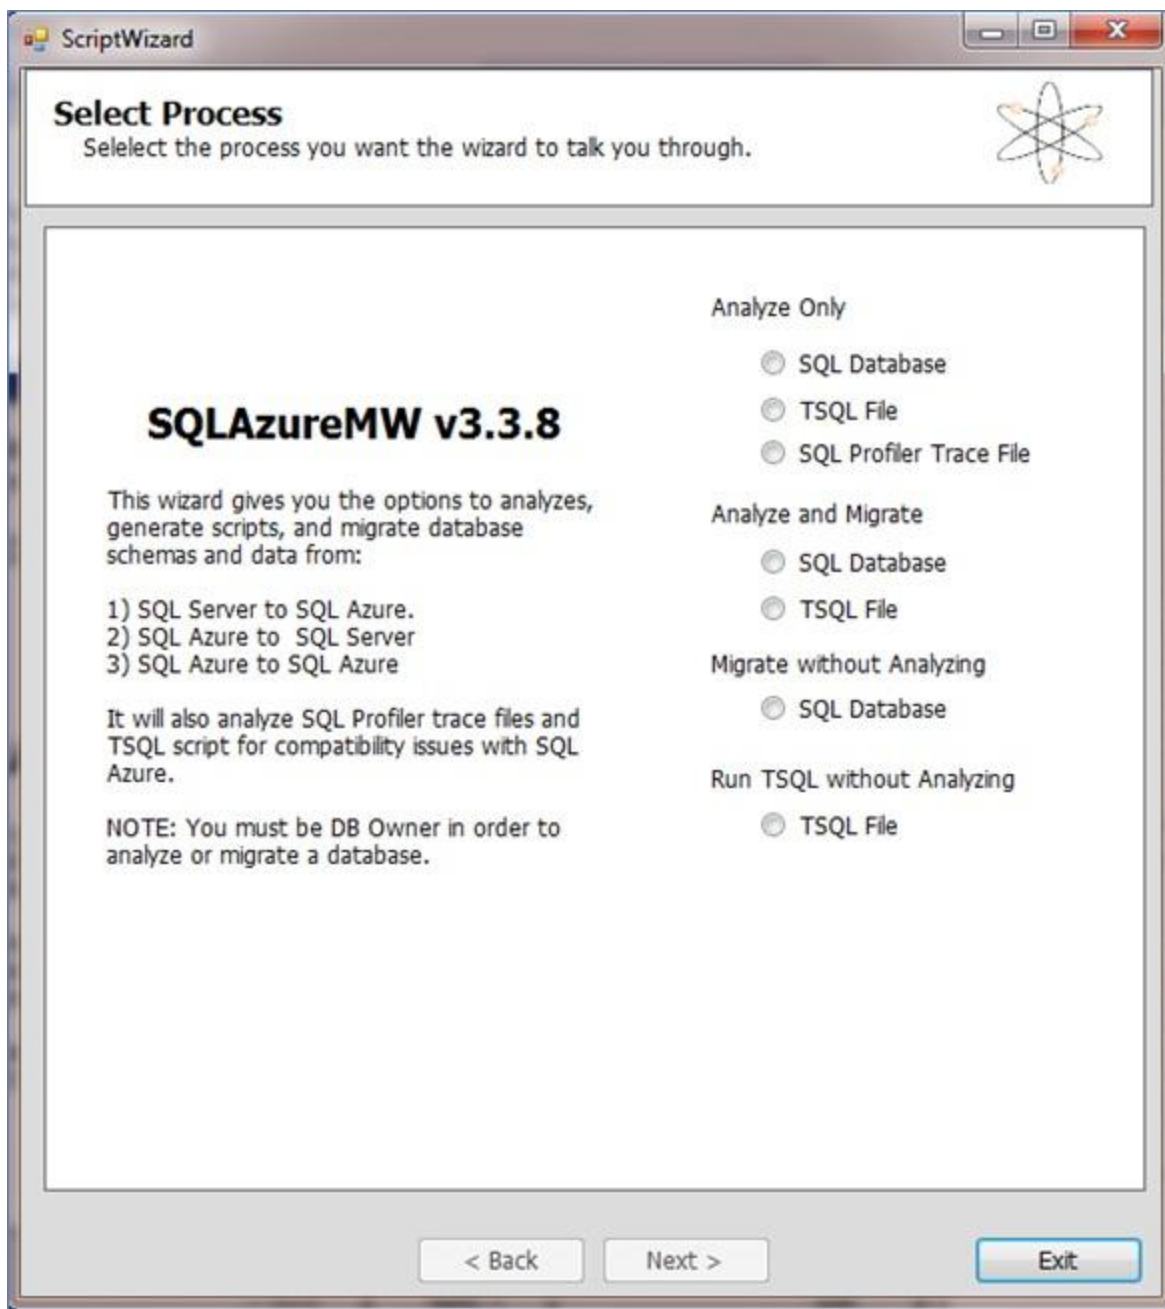 ScriptWizard
Select Process
Selelect the process you want the wizard to talk you through.
SQLAzureMW v3.3.8
This wizard gives you the options to analyzes,
generate scripts, and migrate database
schemas and data from:
1) SQL Server to SQL Azure.
2) SQL Azure to  SQL Server
3) SQL Azure to SQL Azure
It will also analyze SQL Profiler trace files and
TSQL script for compatibility issues with SQL
Azure.
NOTE: You must be DB Owner in order to
analyze or migrate a database.
Analyze Only
SQL Database
TSQL File
SQL Profiler Trace File
Analyze and Migrate
SQL Database
TSQL File
Migrate without Analyzing
SQL Database
Run TSQL without Analyzing
TSQL File
< Back
Next >
Exit